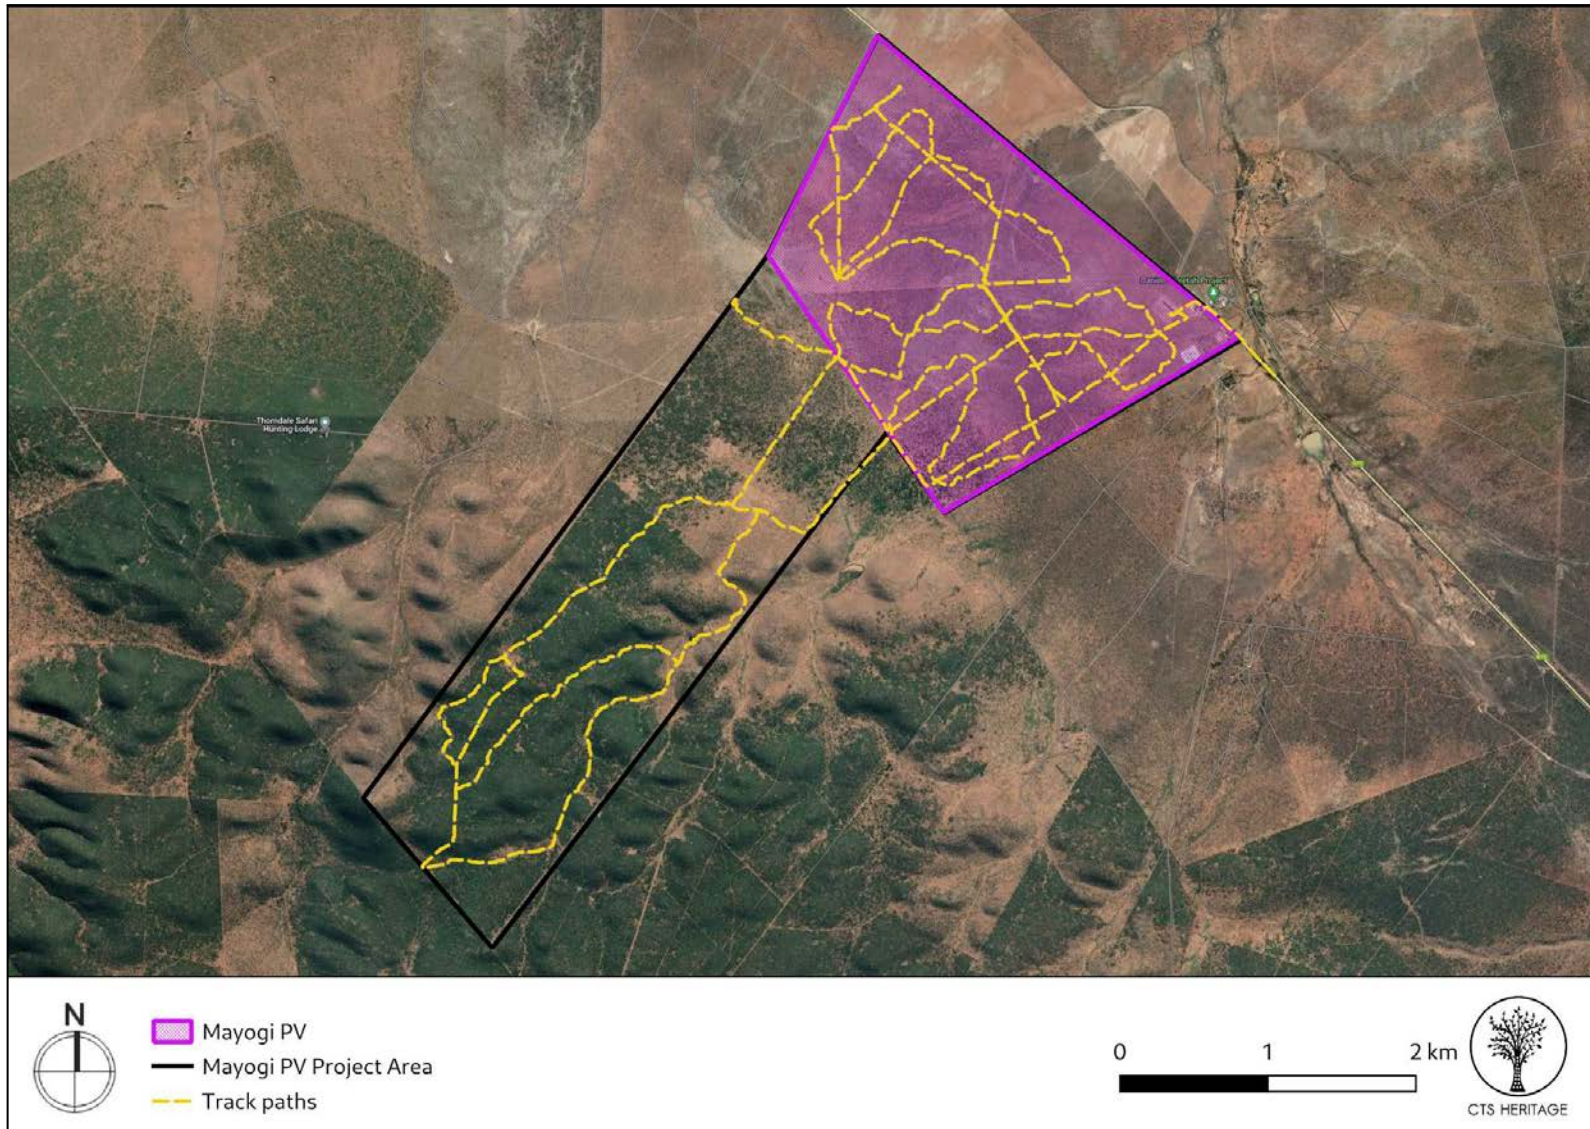 Thorndale Safari
Hunting Lodge
N
Mayogi PV
Mayogi PV Project Area
Track paths
0 1 2 km
CTS HERITAGE